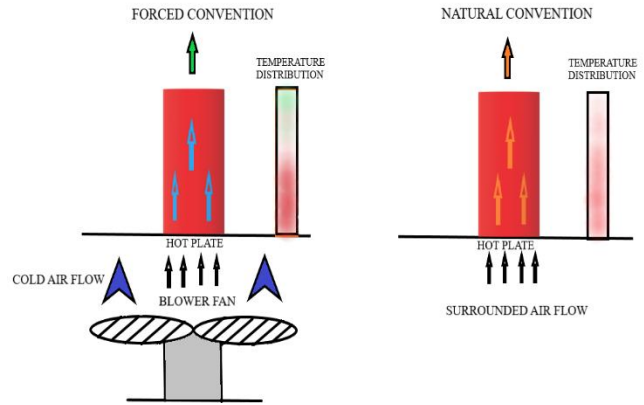 FORCED CONVENTION
TEMPERATURE
DISTRIBUTION
HOT PLATE
COLD AIR FLOW
BLOWER FAN
NATURAL CONVENTION
TEMPERATURE
DISTRIBUTION
HOT PLATE
SURROUNDED AIR FLOW